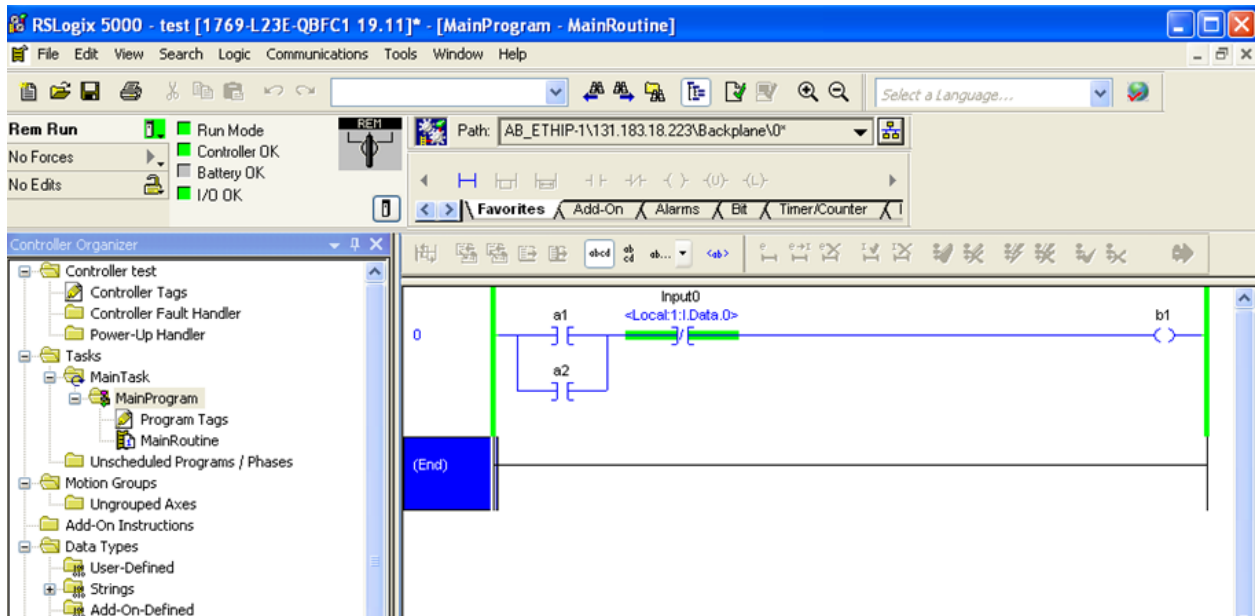 RSLogix 5000 - test [1769-L23E-QBFC1 19.11]* - [MainProgram - MainRoutine]
File Edit View Search Logic Communications Tools Window Help
Select a Language...
Rem Run
No Forces
No Edits
Run Mode
Controller OK
Battery OK
I/O OK
REM
Path: AB_ETHIP-1\131.183.18.223\Backplane\0*
Favorites Add-On Alarms Bit Timer/Counter
Controller Organizer
Controller test
Controller Tags
Controller Fault Handler
Power-Up Handler
Tasks
MainTask
MainProgram
Program Tags
MainRoutine
Unscheduled Programs / Phases
Motion Groups
Ungrouped Axes
Add-On Instructions
Data Types
User-Defined
Strings
Add-On-Defined
abcd ab cd ab... <ab>
Input0
a1 <Local:1:I.Data.0> b1
0
a2
(End)